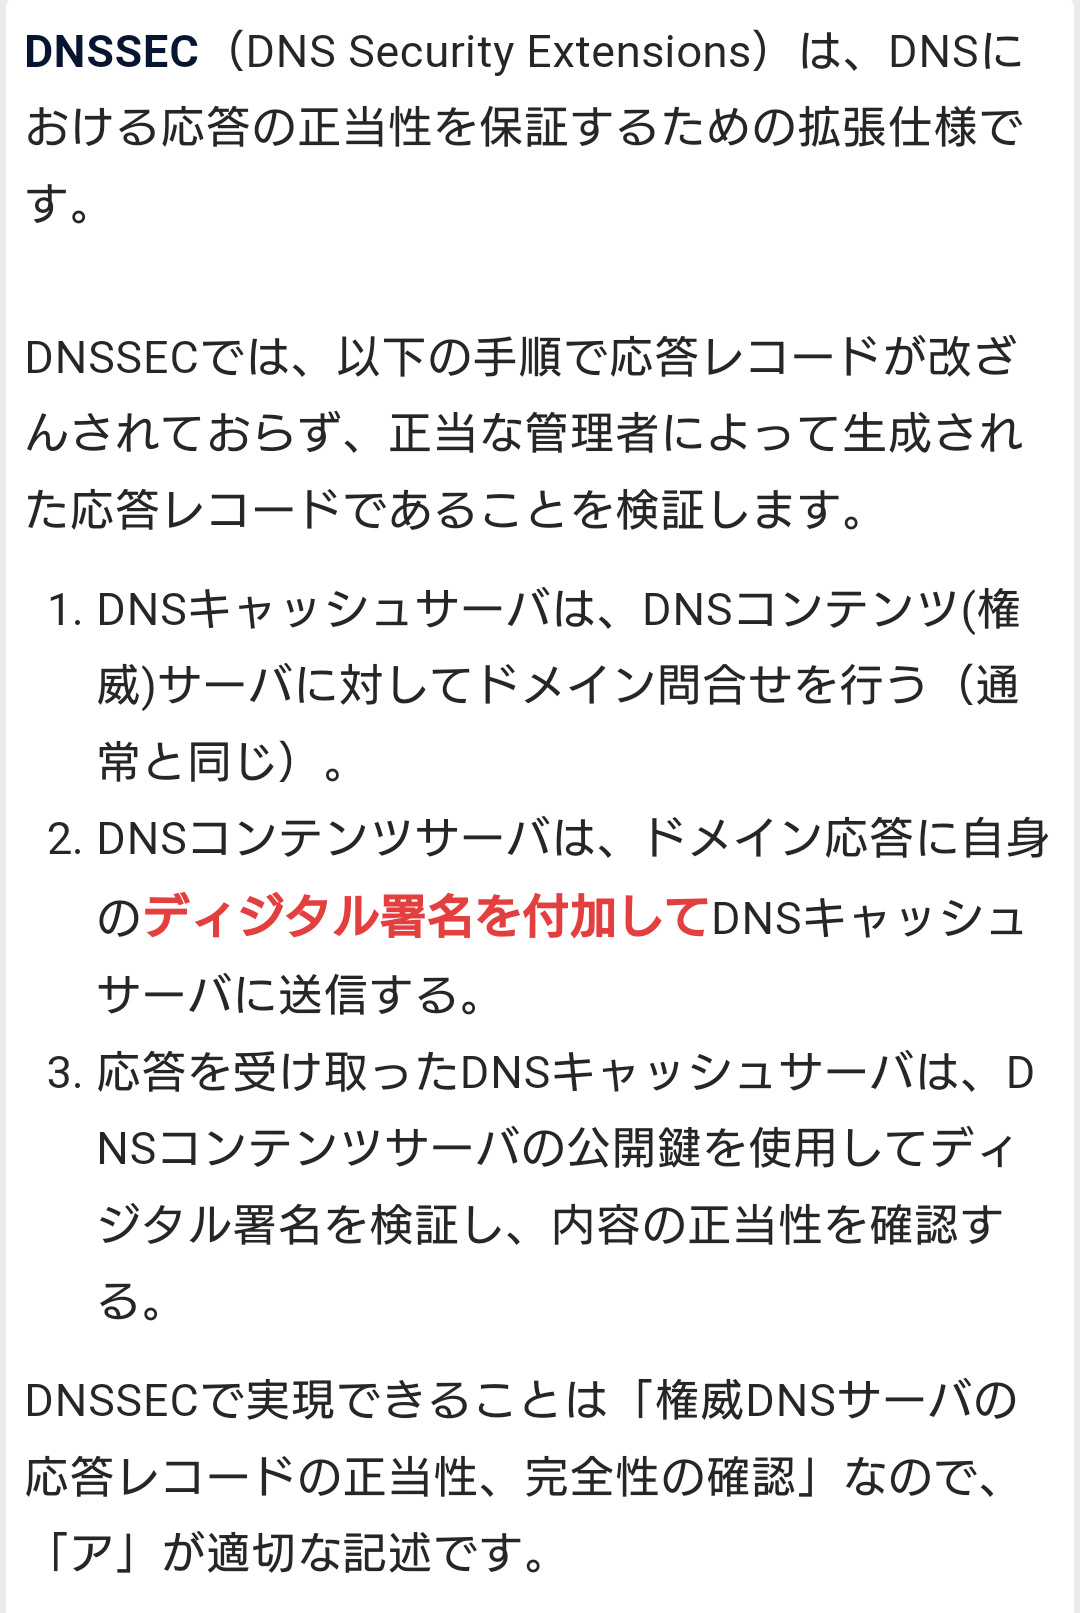 DNSSEC（DNS Security Extensions）は、DNSに
おける応答の正当性を保証するための拡張仕様で
す。
DNSSECでは、以下の手順で応答レコードが改ざ
んされておらず、正当な管理者によって生成され
た応答レコードであることを検証します。
1. DNSキャッシュサーバは、DNSコンテンツ(権
威)サーバに対してドメイン問合せを行う（通
常と同じ）。
2. DNSコンテンツサーバは、ドメイン応答に自身
のディジタル署名を付加してDNSキャッシュ
サーバに送信する。
3. 応答を受け取ったDNSキャッシュサーバは、D
NSコンテンツサーバの公開鍵を使用してディ
ジタル署名を検証し、内容の正当性を確認す
る。
DNSSECで実現できることは「権威DNSサーバの
応答レコードの正当性、完全性の確認」なので、
「ア」が適切な記述です。